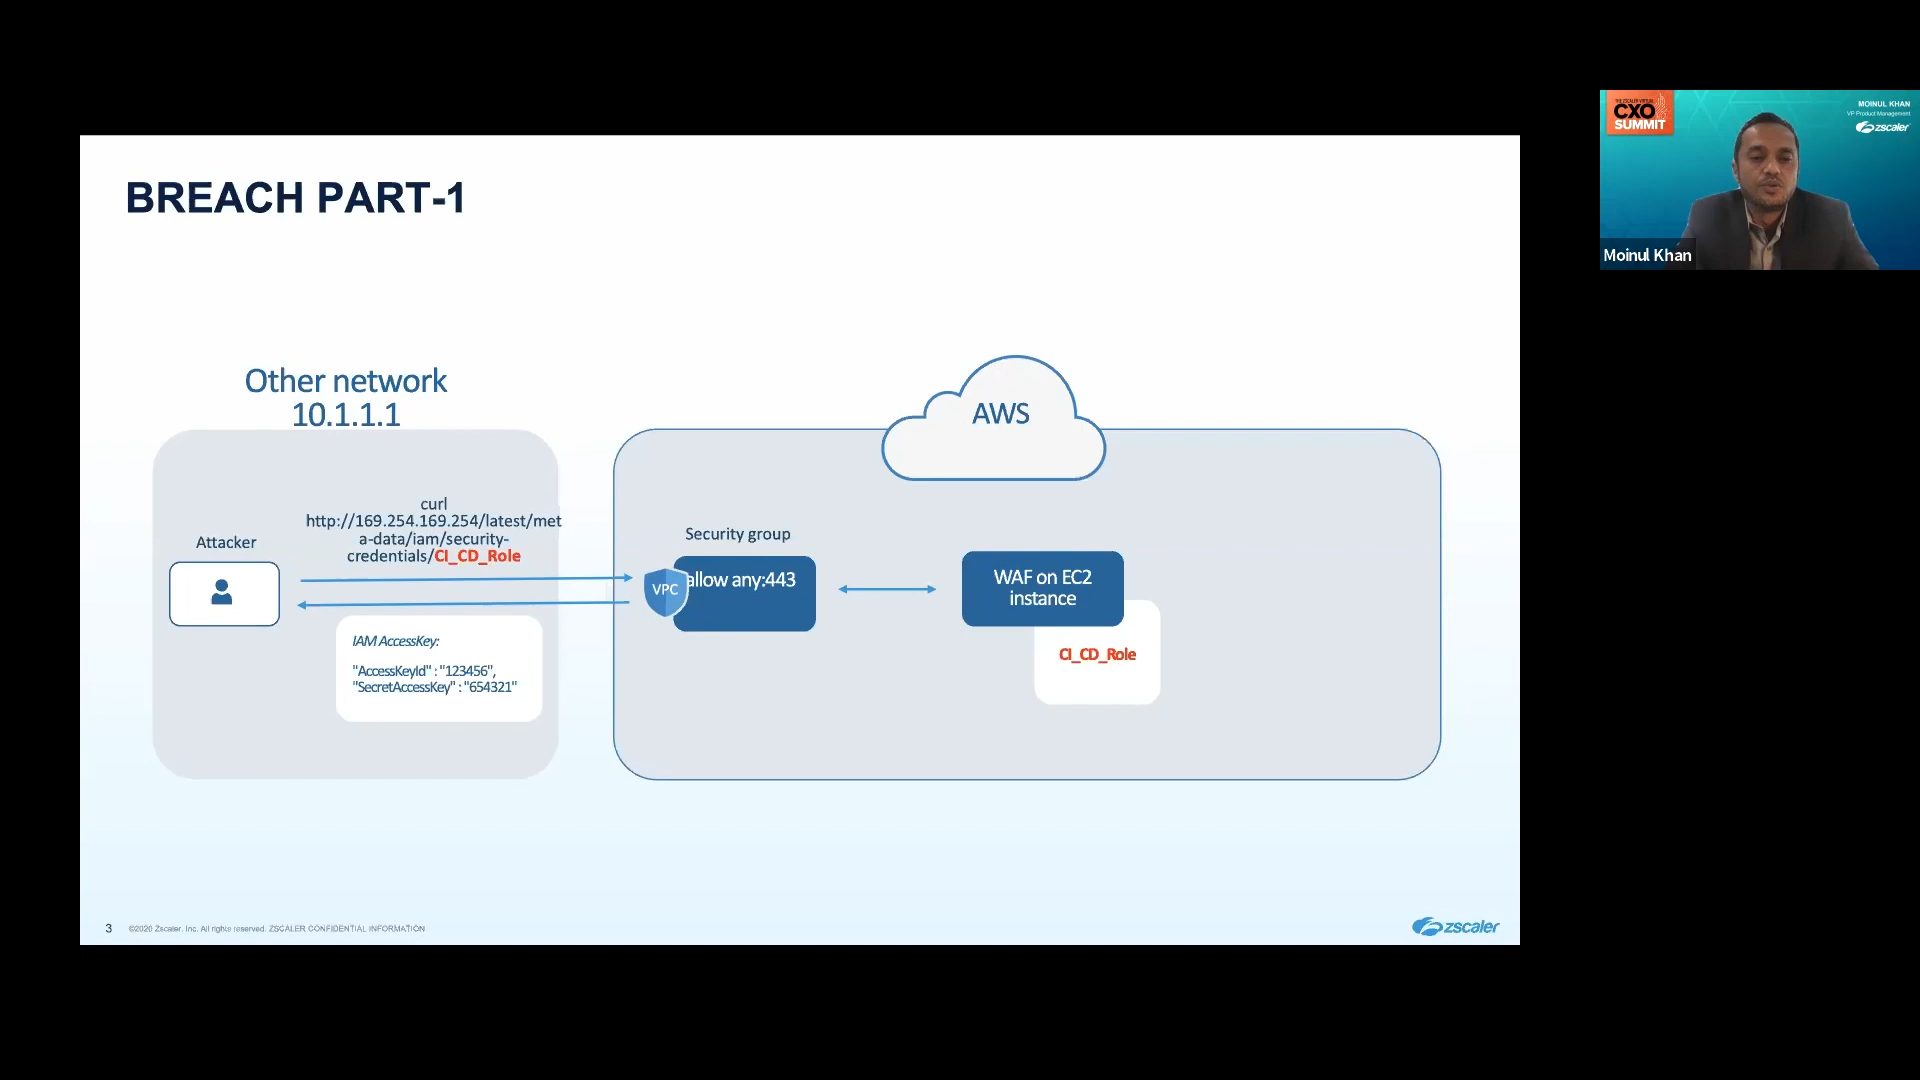 BREACH PART-1
Other network
10.1.1.1
Attacker
curl
http://169.254.169.254/latest/met
a-data/iam/security-
credentials/CI_CD_Role
IAM AccessKey:
"AccessKeyId" : "123456",
"SecretAccessKey" : "654321"
AWS
Security group
VPC
allow any:443
WAF on EC2
instance
CI_CD_Role
3
©2020 Zscaler, Inc. All rights reserved. ZSCALER CONFIDENTIAL INFORMATION
zscaler
THE ZSCALER VIRTUAL
CXO
SUMMIT
MOINUL KHAN
VP Product Management
zscaler
Moinul Khan